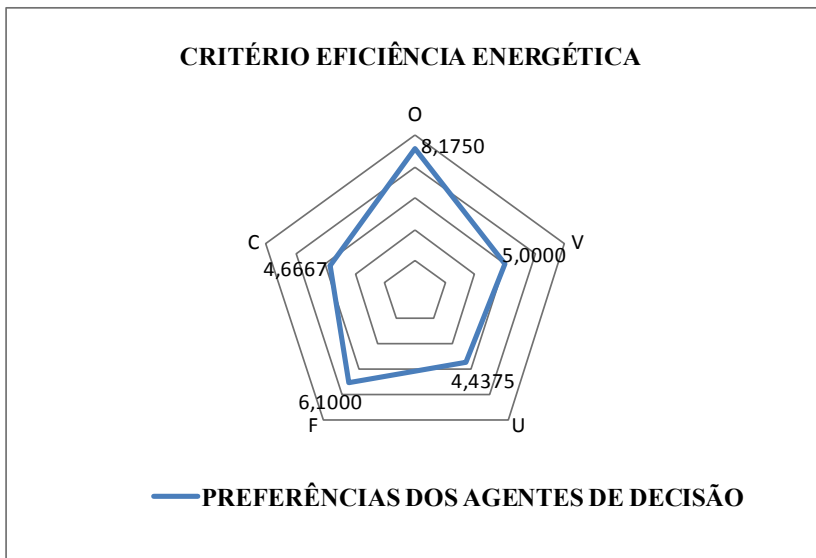 CRITÉRIO EFICIÊNCIA ENERGÉTICA
O
8,1750
C
V
4,6667
5,0000
4,4375
6,1000
F
U
PREFERÊNCIAS DOS AGENTES DE DECISÃO